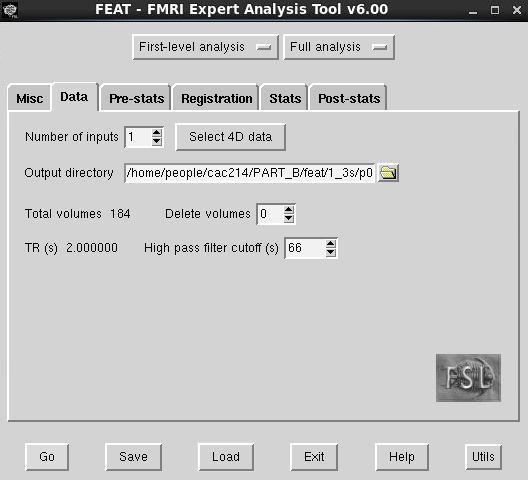 FEAT - FMRI Expert Analysis Tool v6.00
First-level analysis Full analysis
Misc Data Pre-stats Registration Stats Post-stats
Number of inputs 1 Select 4D data
Output directory /home/people/cac214/PART_B/feat/1_3s/p0
Total volumes 184 Delete volumes 0
TR (s) 2.000000 High pass filter cutoff (s) 66
FSL
Go Save Load Exit Help Utils